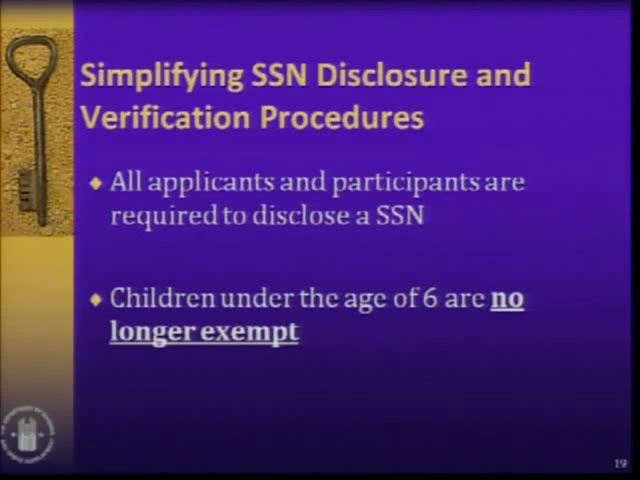 Simplifying SSN Disclosure and
Verification Procedures
All applicants and participants are
required to disclose a SSN
Children under the age of 6 are no
longer exempt
19